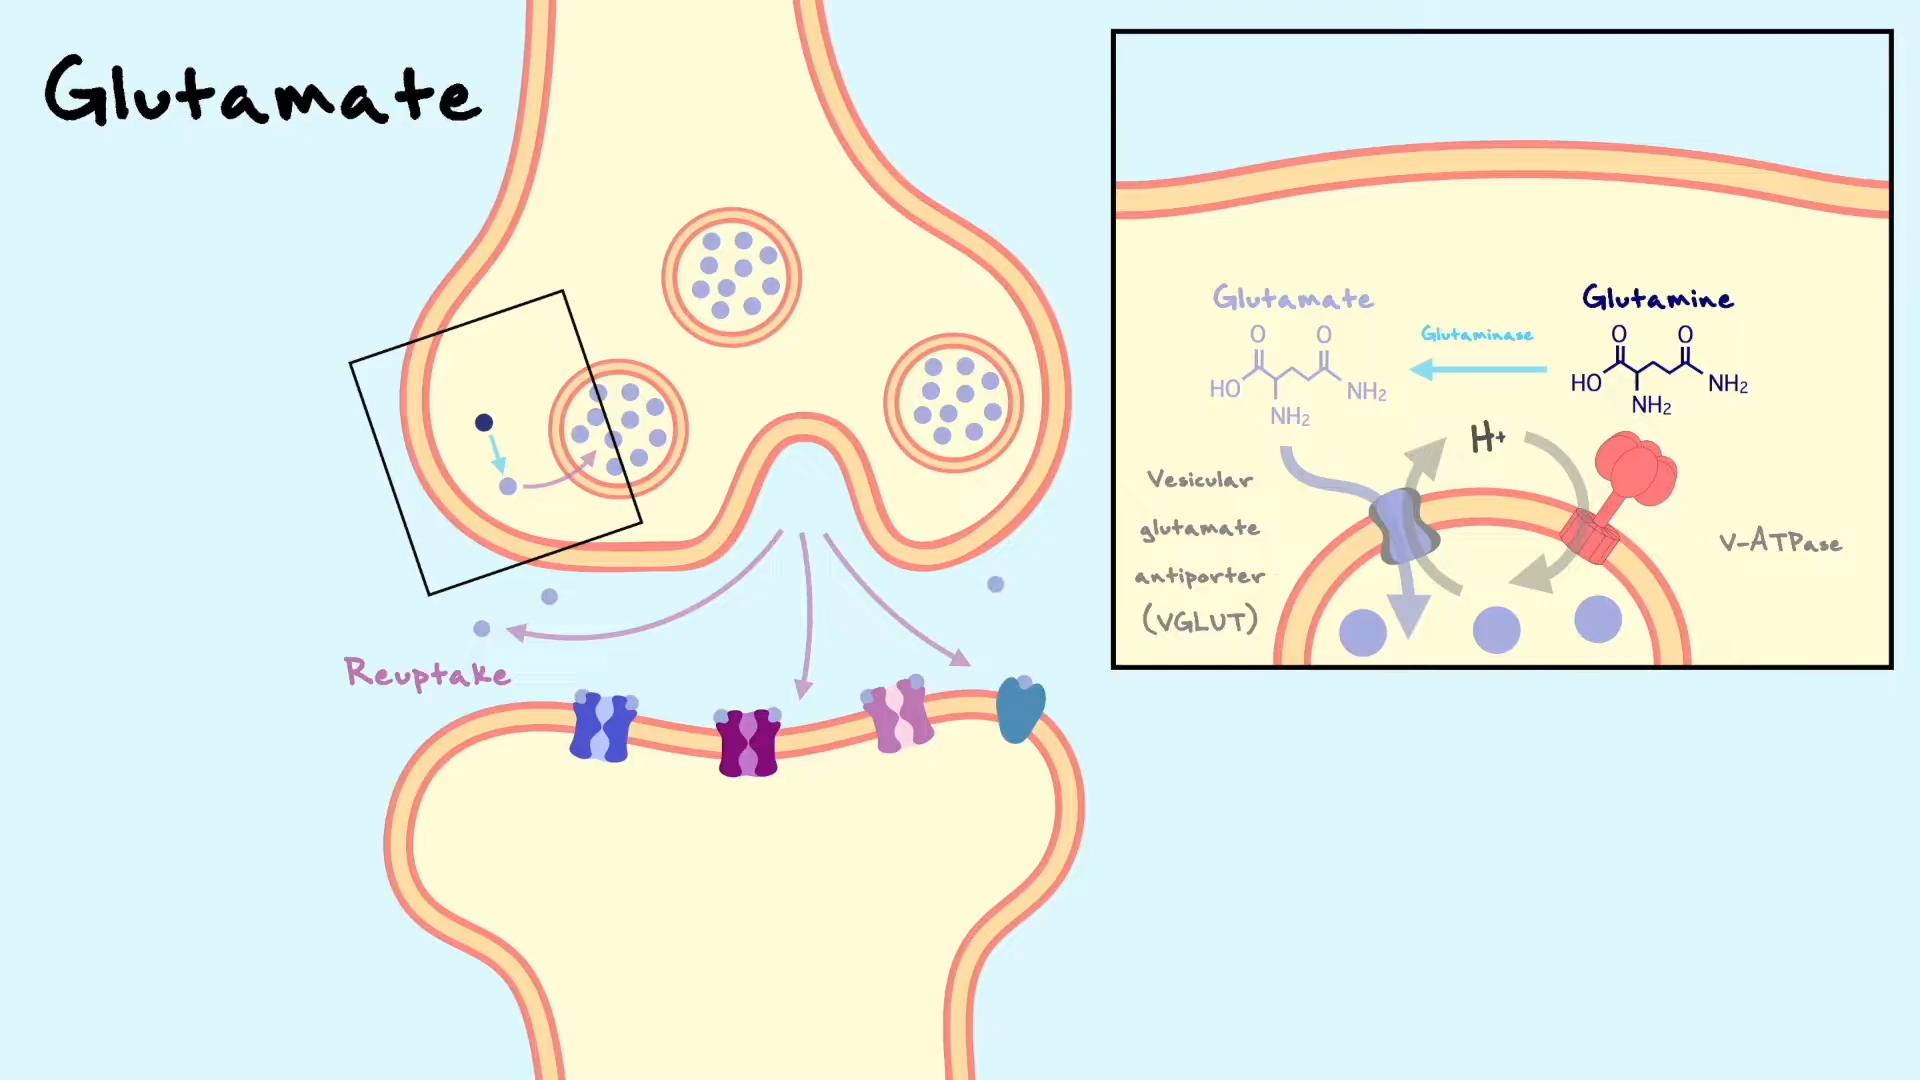 Glutamate
Glutamate
Glutamine
Glutaminase
O
O
HO
NH2
NH2
O
O
HO
NH2
NH2
H+
Vesicular
glutamate
antiporter
(VGLUT)
V-ATPase
Reuptake